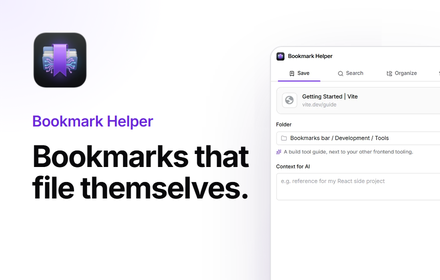 Bookmark Helper
Bookmarks that
file themselves.
Bookmark Helper
Save
Search
Organize
Getting Started | Vite
vite.dev/guide
Folder
Bookmarks bar / Development / Tools
A build tool guide, next to your other frontend tooling.
Context for AI
e.g. reference for my React side project